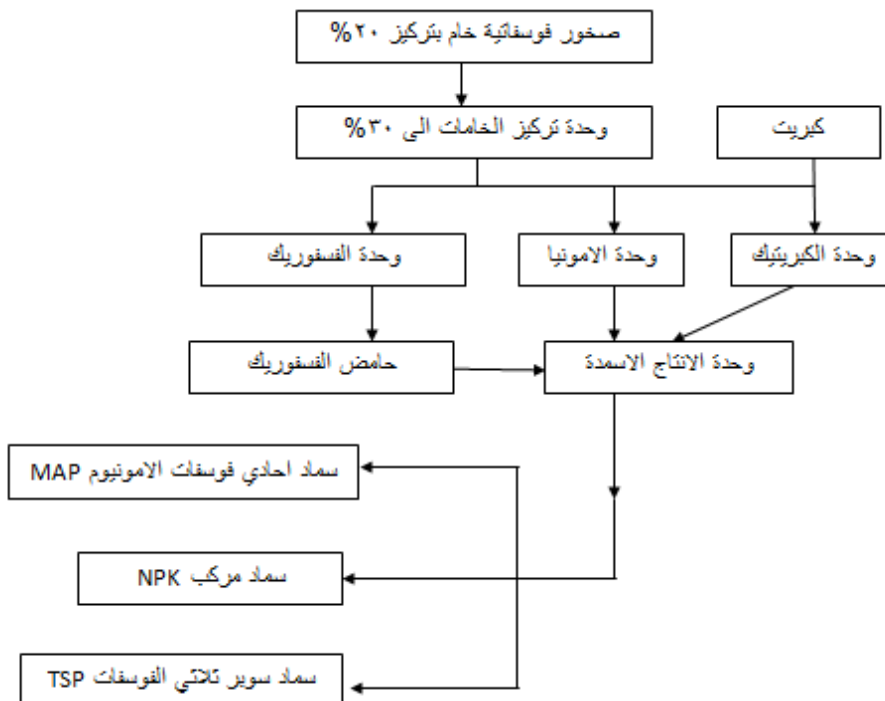 صخور فوسفاتية خام بتركيز ٢٠%
وحدة تركيز الخامات الى ٣٠%
كبريت
وحدة الكبريتيك
وحدة الامونيا
وحدة الفسفوريك
وحدة الانتاج الاسمدة
حامض الفسفوريك
سماد احادي فوسفات الامونيوم MAP
سماد مركب NPK
سماد سوبر ثلاثي الفوسفات TSP